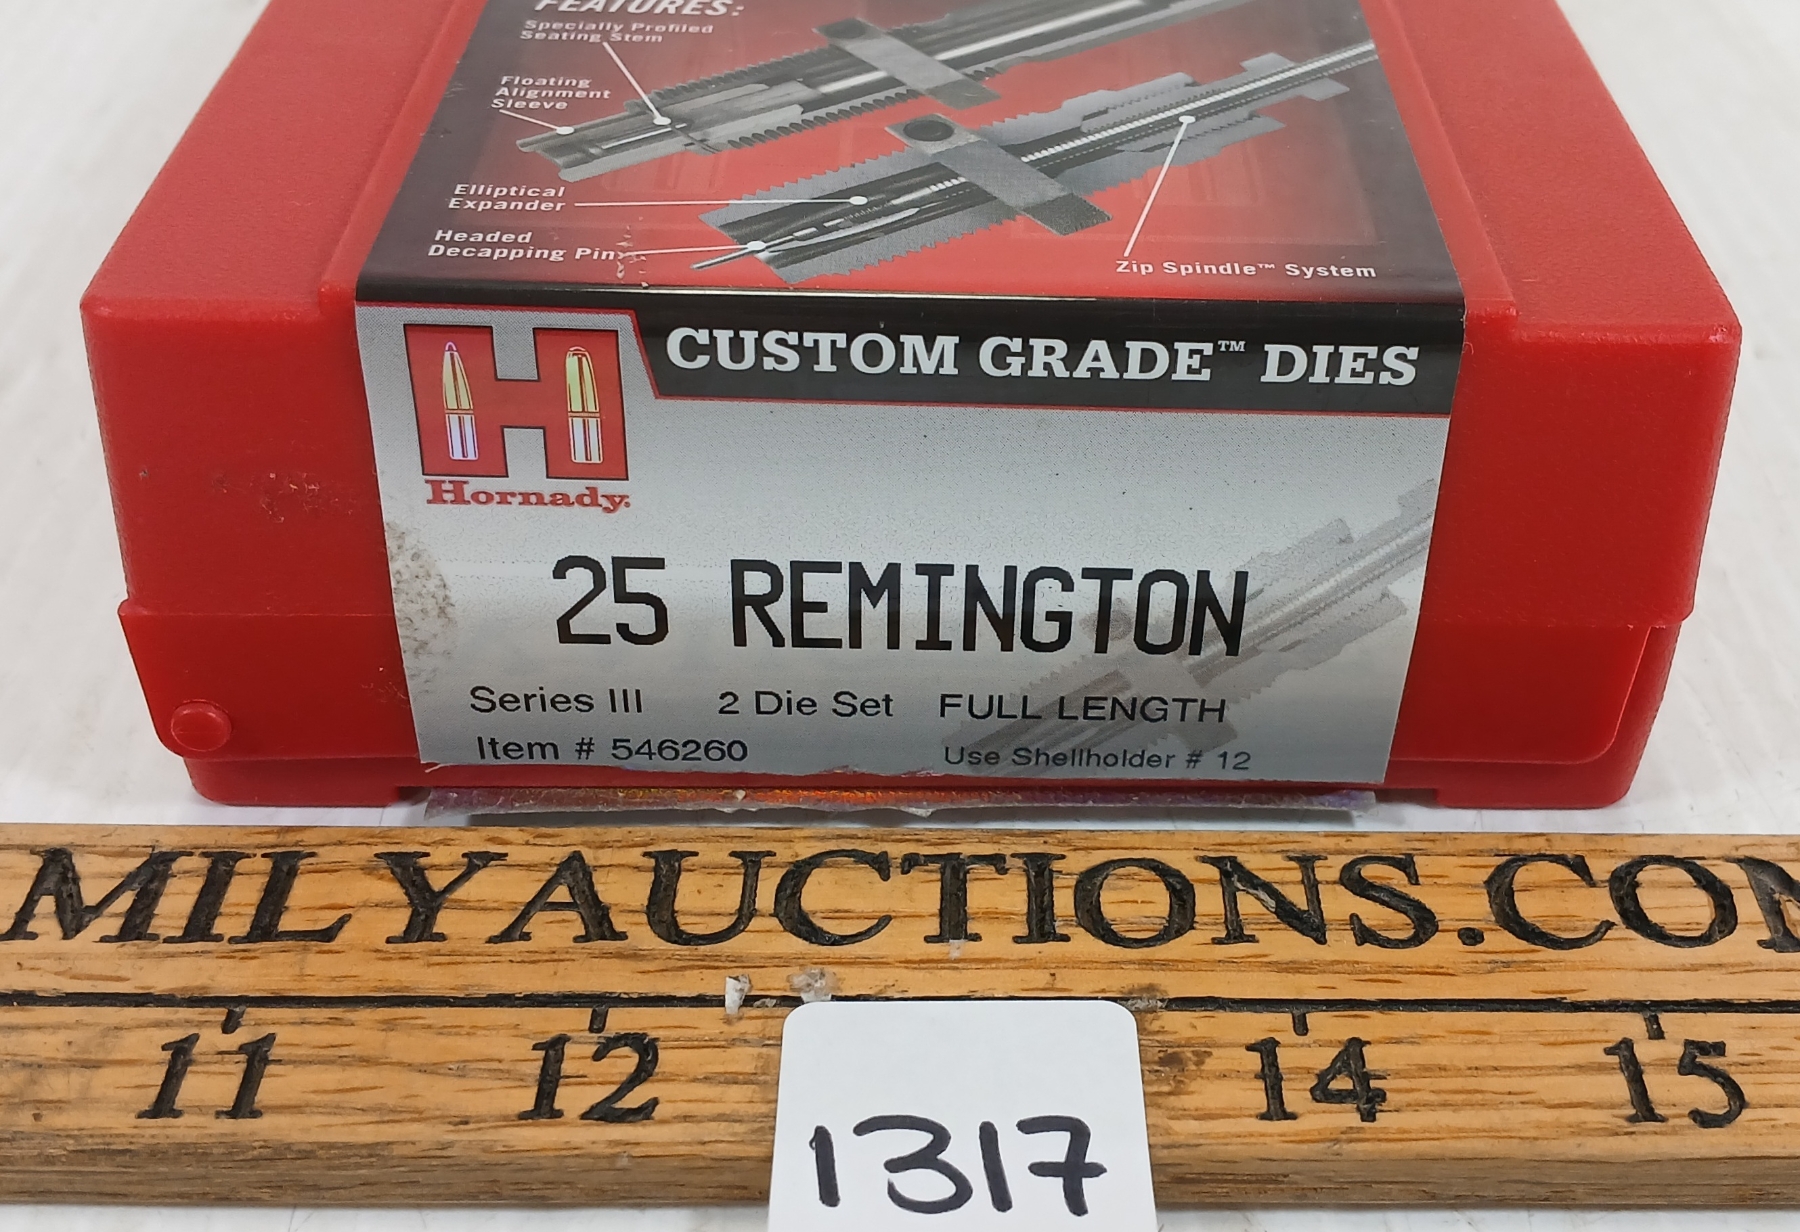 FEATURES:
Specially Profiled
Seating Stem
Floating
Alignment
Sleeve
Elliptical
Expander
Headed
Decapping Pin
Zip Spindle™ System
CUSTOM GRADE™ DIES
Hornady.
25 REMINGTON
Series III 2 Die Set FULL LENGTH
Item # 546260 Use Shellholder # 12
MILYAUCTIONS.COM
11 12 14 15
1317